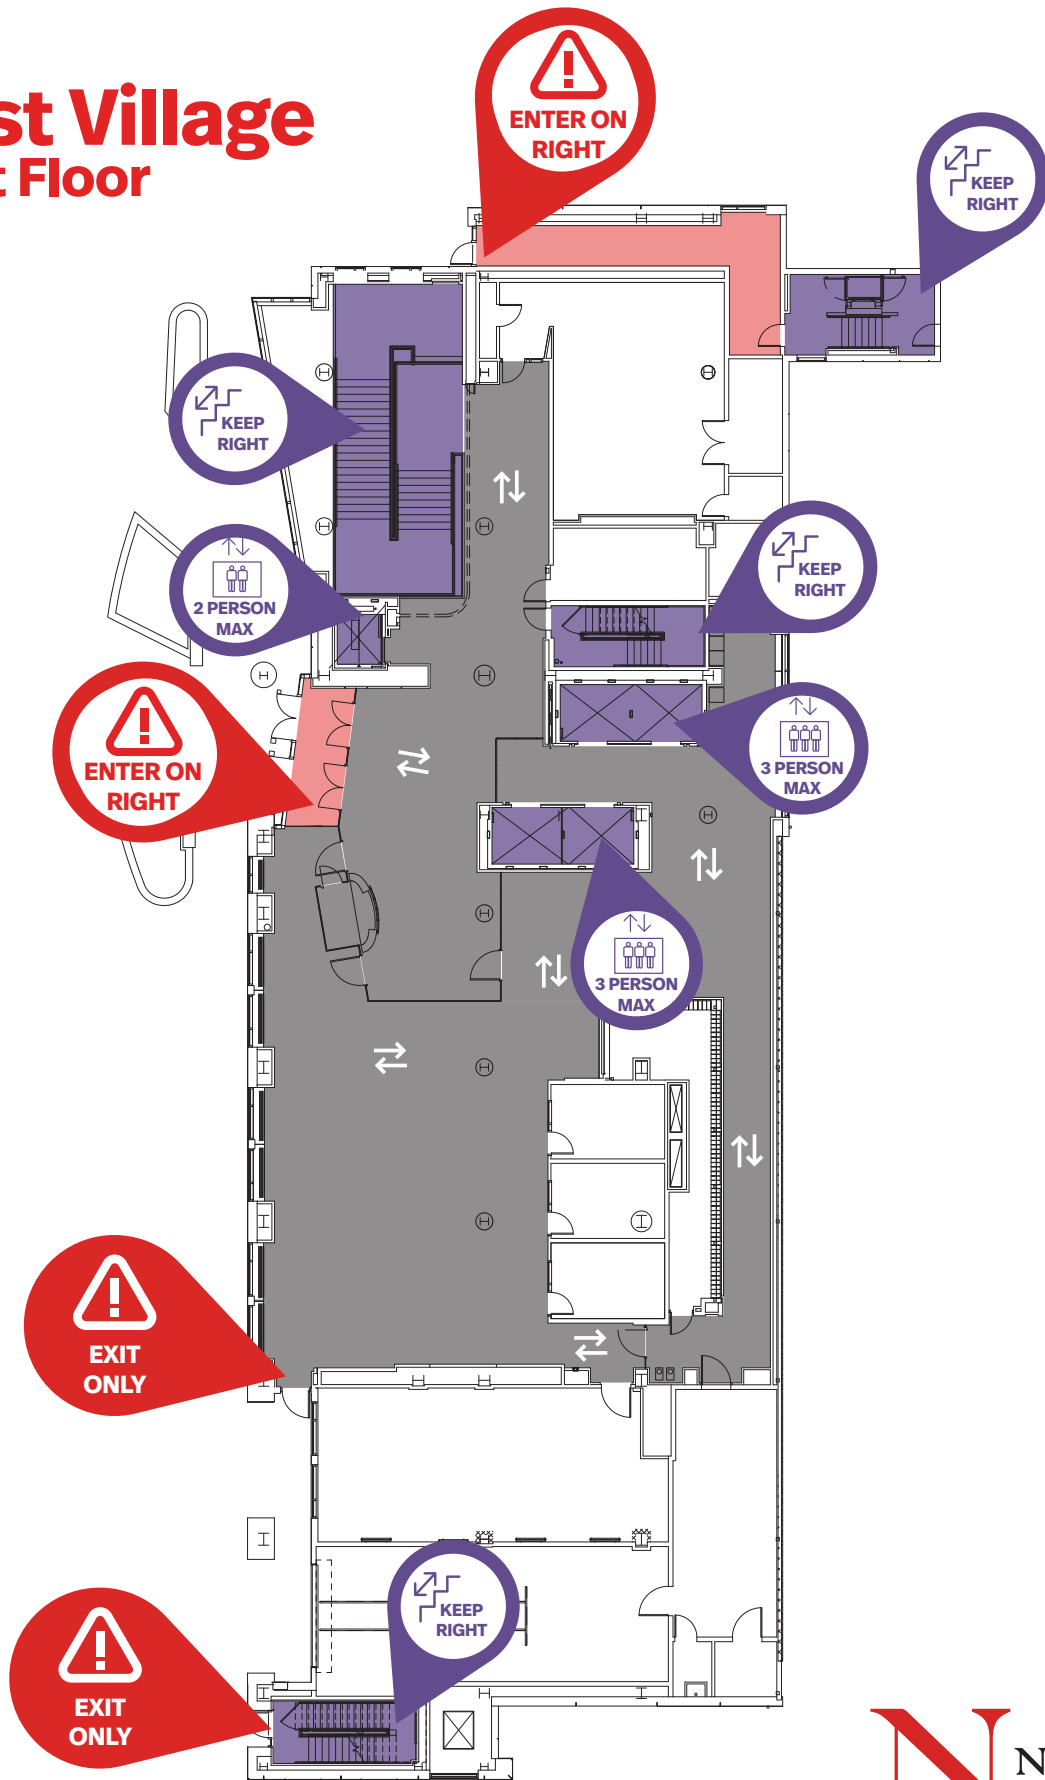 st Village
t Floor
ENTER ON
RIGHT
KEEP
RIGHT
KEEP
RIGHT
KEEP
RIGHT
2 PERSON
MAX
ENTER ON
RIGHT
3 PERSON
MAX
3 PERSON
MAX
EXIT
ONLY
KEEP
RIGHT
EXIT
ONLY
N
N